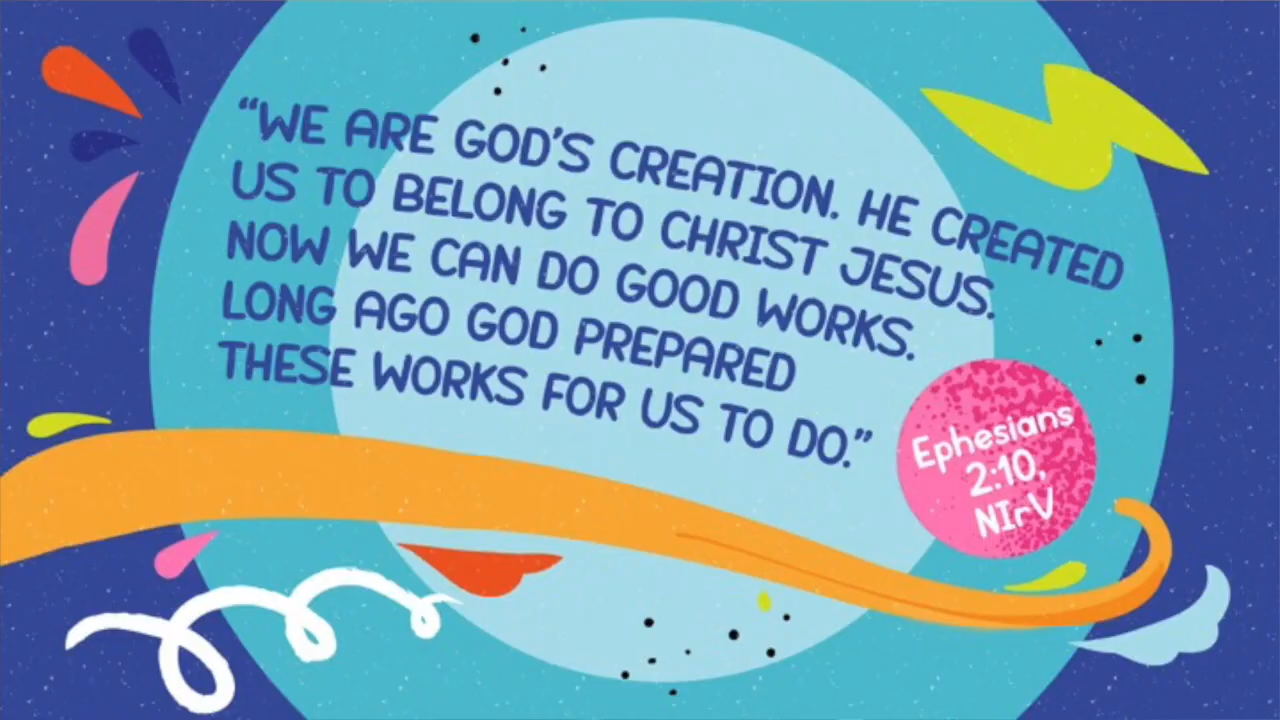 “WE ARE GOD’S CREATION. HE CREATED
US TO BELONG TO CHRIST JESUS.
NOW WE CAN DO GOOD WORKS.
LONG AGO GOD PREPARED
THESE WORKS FOR US TO DO.”
Ephesians
2:10,
NIrV